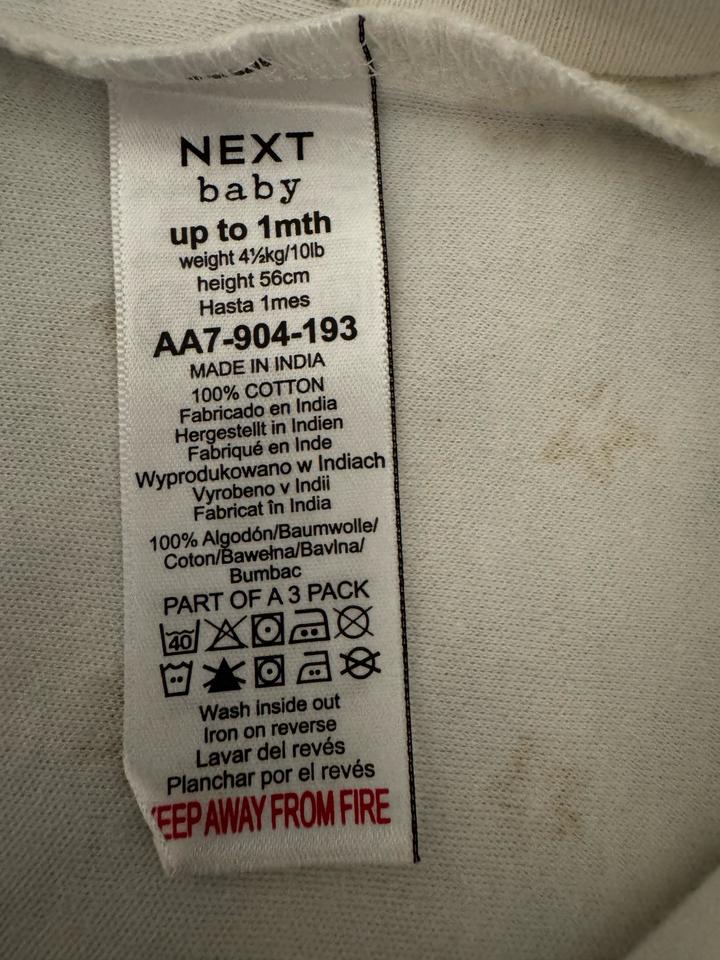 NEXT
baby
up to 1mth
weight 4½kg/10lb
height 56cm
Hasta 1mes
AA7-904-193
MADE IN INDIA
100% COTTON
Fabricado en India
Hergestellt in Indien
Fabriqué en Inde
Wyprodukowano w Indiach
Vyrobeno v Indii
Fabricat în India
100% Algodón/Baumwolle/
Coton/Bawełna/Bavlna/
Bumbac
PART OF A 3 PACK
40
Wash inside out
Iron on reverse
Lavar del revés
Planchar por el revés
KEEP AWAY FROM FIRE